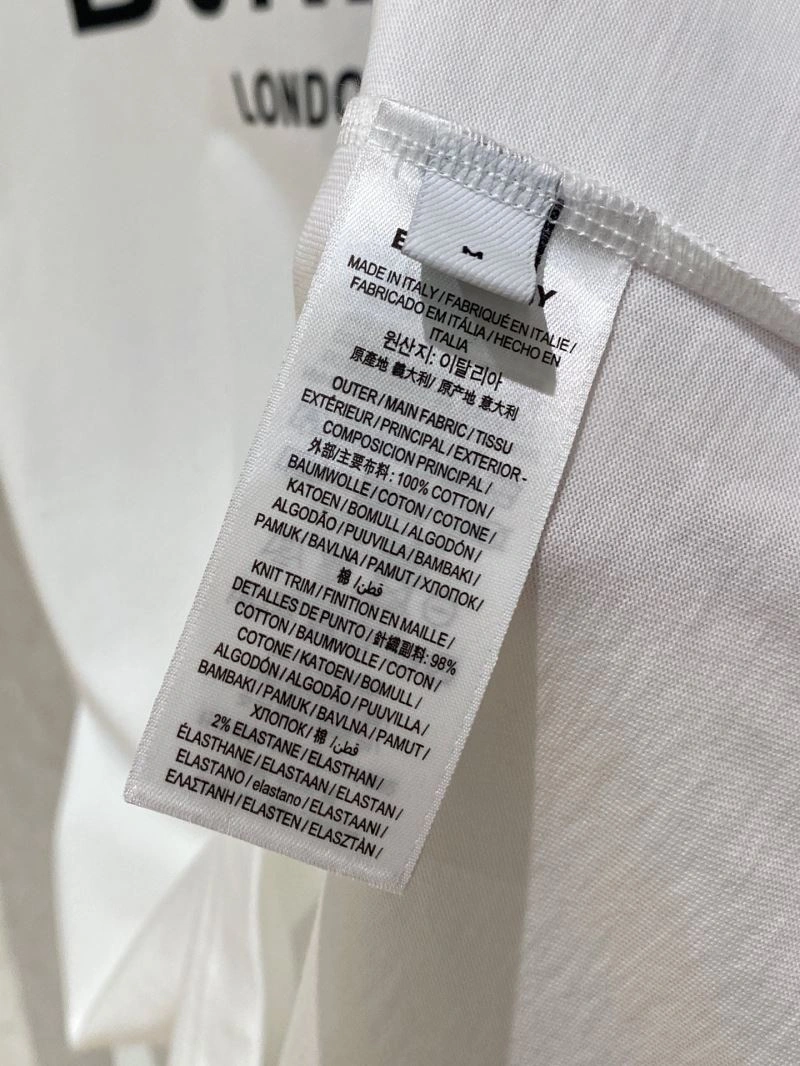 LONDO
M
MADE IN ITALY / FABRIQUÉ EN ITALIE /
FABRICADO EM ITÁLIA / HECHO EN
ITALIA
원산지: 이탈리아
原產地 義大利/ 原产地 意大利
OUTER / MAIN FABRIC / TISSU
EXTÉRIEUR / PRINCIPAL / EXTERIOR-
COMPOSICION PRINCIPAL /
外部/主要布料: 100% COTTON /
BAUMWOLLE / COTON / COTONE /
KATOEN / BOMULL / ALGODÓN /
ALGODÃO / PUUVILLA / BAMBAKI /
PAMUK / BAVLNA / PAMUT / ХЛОПОК /
棉 /قطن/
KNIT TRIM / FINITION EN MAILLE /
DETALLES DE PUNTO / 針織副料: 98%
COTTON / BAUMWOLLE / COTON /
COTONE / KATOEN / BOMULL /
ALGODÓN / ALGODÃO / PUUVILLA /
BAMBAKI / PAMUK / BAVLNA / PAMUT /
ХЛОПОК / 棉 /قطن/
2% ELASTANE / ELASTHAN /
ÉLASTHANE / ELASTAAN / ELASTAN /
ELASTANO / elastano / ELASTAANI /
ΕΛΑΣΤΑΝΗ / ELASTEN / ELASZTÁN /